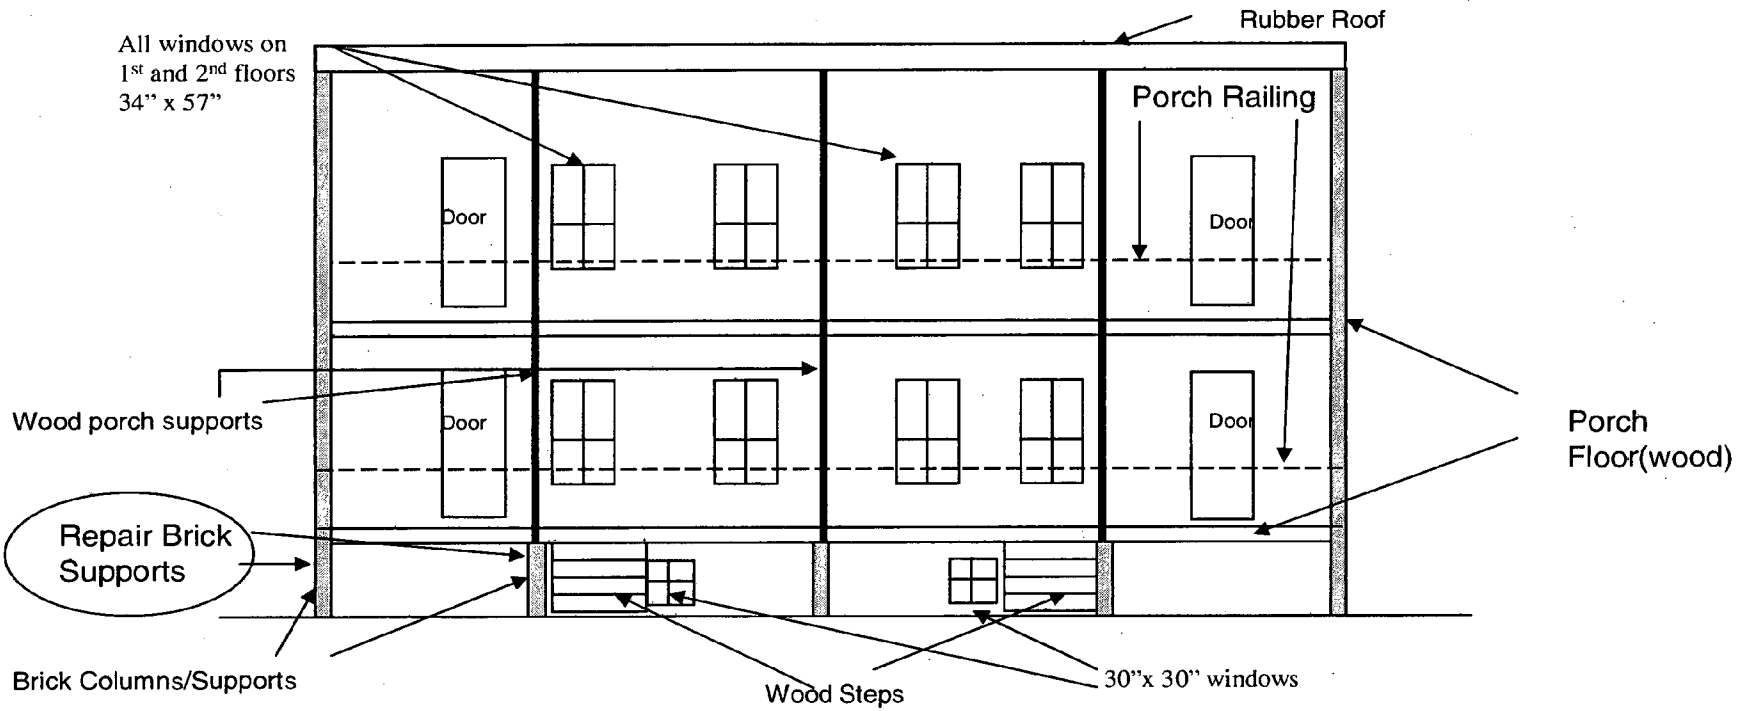 Rubber Roof
All windows on
1st and 2nd floors
34” x 57”
Porch Railing
Door
Door
Wood porch supports
Door
Door
Porch
Floor(wood)
Repair Brick
Supports
Brick Columns/Supports
Wood Steps
30”x 30” windows